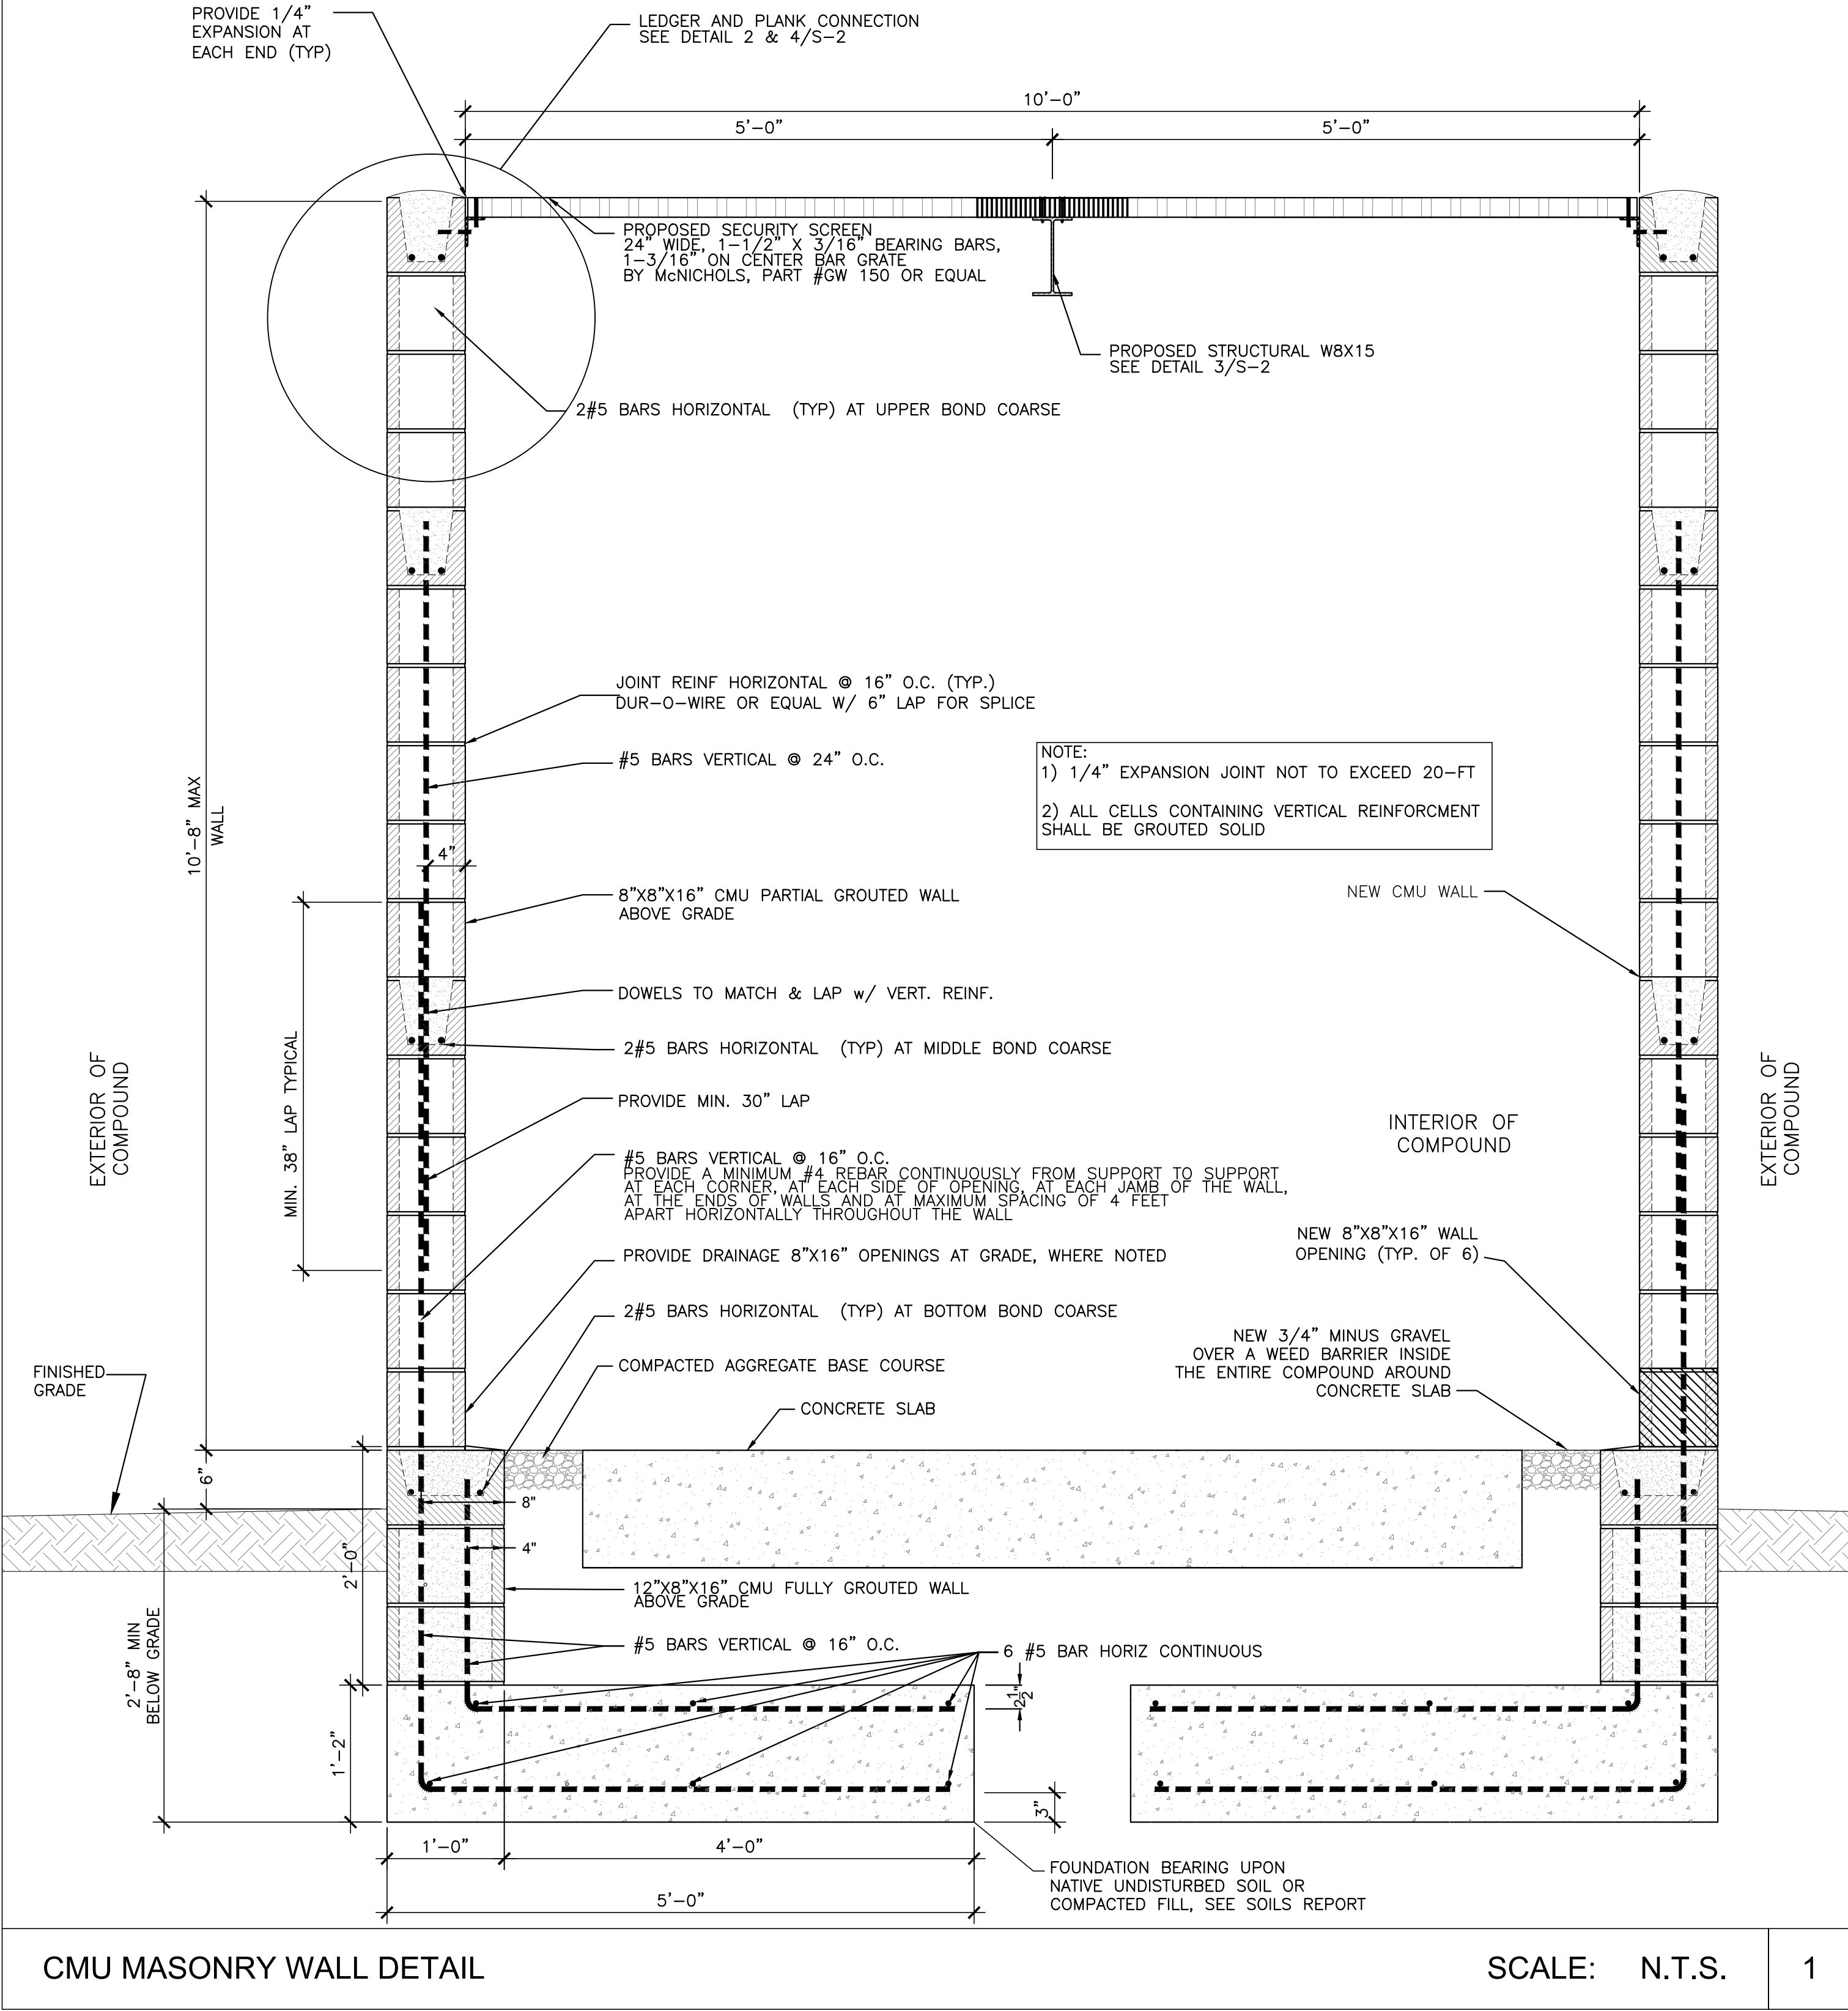 PROVIDE 1/4"
EXPANSION AT
EACH END (TYP)
LEDGER AND PLANK CONNECTION
SEE DETAIL 2 & 4/S-2
10'-0"
5'-0"
5'-0"
PROPOSED SECURITY SCREEN
24" WIDE, 1-1/2" X 3/16" BEARING BARS,
1-3/16" ON CENTER BAR GRATE
BY McNICHOLS, PART #GW 150 OR EQUAL
PROPOSED STRUCTURAL W8X15
SEE DETAIL 3/S-2
2#5 BARS HORIZONTAL (TYP) AT UPPER BOND COARSE
JOINT REINF HORIZONTAL @ 16" O.C. (TYP.)
DUR-O-WIRE OR EQUAL W/ 6" LAP FOR SPLICE
#5 BARS VERTICAL @ 24" O.C.
NOTE:
1) 1/4" EXPANSION JOINT NOT TO EXCEED 20-FT
2) ALL CELLS CONTAINING VERTICAL REINFORCMENT
SHALL BE GROUTED SOLID
10'-8" MAX
WALL
4"
8"X8"X16" CMU PARTIAL GROUTED WALL
ABOVE GRADE
NEW CMU WALL
DOWELS TO MATCH & LAP w/ VERT. REINF.
2#5 BARS HORIZONTAL (TYP) AT MIDDLE BOND COARSE
MIN. 38" LAP TYPICAL
EXTERIOR OF
COMPOUND
PROVIDE MIN. 30" LAP
INTERIOR OF
COMPOUND
EXTERIOR OF
COMPOUND
#5 BARS VERTICAL @ 16" O.C.
PROVIDE A MINIMUM #4 REBAR CONTINUOUSLY FROM SUPPORT TO SUPPORT
AT EACH CORNER, AT EACH SIDE OF OPENING, AT EACH JAMB OF THE WALL,
AT THE ENDS OF WALLS AND AT MAXIMUM SPACING OF 4 FEET
APART HORIZONTALLY THROUGHOUT THE WALL
PROVIDE DRAINAGE 8"X16" OPENINGS AT GRADE, WHERE NOTED
NEW 8"X8"X16" WALL
OPENING (TYP. OF 6)
2#5 BARS HORIZONTAL (TYP) AT BOTTOM BOND COARSE
COMPACTED AGGREGATE BASE COURSE
NEW 3/4" MINUS GRAVEL
OVER A WEED BARRIER INSIDE
THE ENTIRE COMPOUND AROUND
CONCRETE SLAB
FINISHED
GRADE
CONCRETE SLAB
6"
8"
4"
2'-0"
12"X8"X16" CMU FULLY GROUTED WALL
ABOVE GRADE
2'-8" MIN
BELOW GRADE
#5 BARS VERTICAL @ 16" O.C.
6 #5 BAR HORIZ CONTINUOUS
2 1/2"
1'-2"
3"
1'-0"
4'-0"
5'-0"
FOUNDATION BEARING UPON
NATIVE UNDISTURBED SOIL OR
COMPACTED FILL, SEE SOILS REPORT
CMU MASONRY WALL DETAIL
SCALE: N.T.S.
1